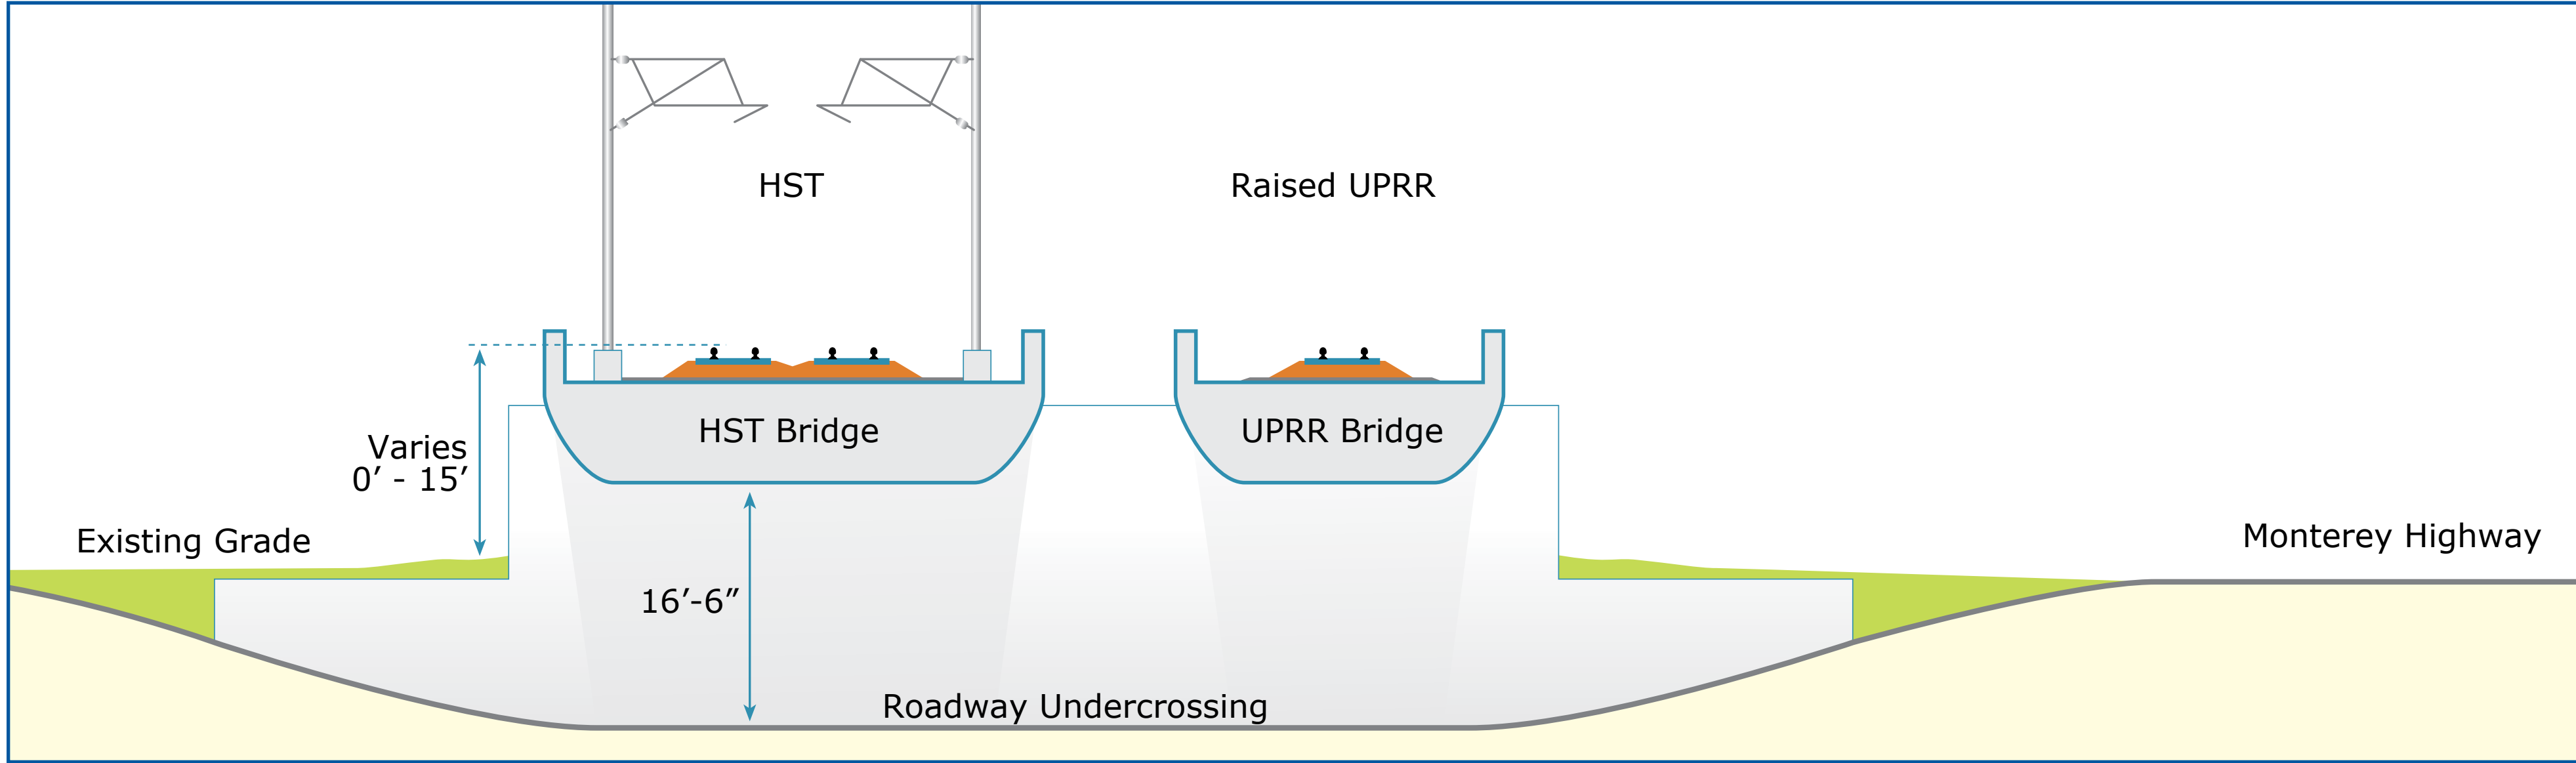 HST
Raised UPRR
HST Bridge
UPRR Bridge
Varies
0’ - 15’
Existing Grade
Monterey Highway
16’-6”
Roadway Undercrossing